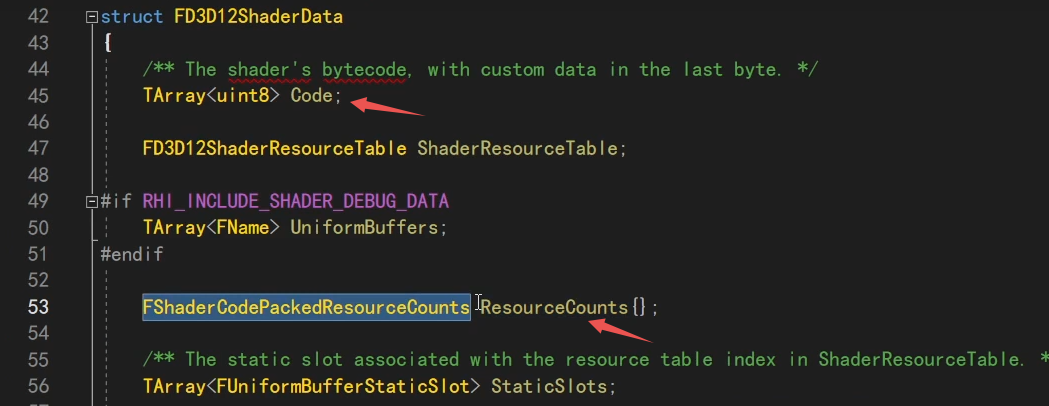 42 struct FD3D12ShaderData
43 {
44 /** The shader's bytecode, with custom data in the last byte. */
45 TArray<uint8> Code;
46
47 FD3D12ShaderResourceTable ShaderResourceTable;
48
49 #if RHI_INCLUDE_SHADER_DEBUG_DATA
50 TArray<FName> UniformBuffers;
51 #endif
52
53 FShaderCodePackedResourceCounts ResourceCounts{};
54
55 /** The static slot associated with the resource table index in ShaderResourceTable. *
56 TArray<FUniformBufferStaticSlot> StaticSlots;